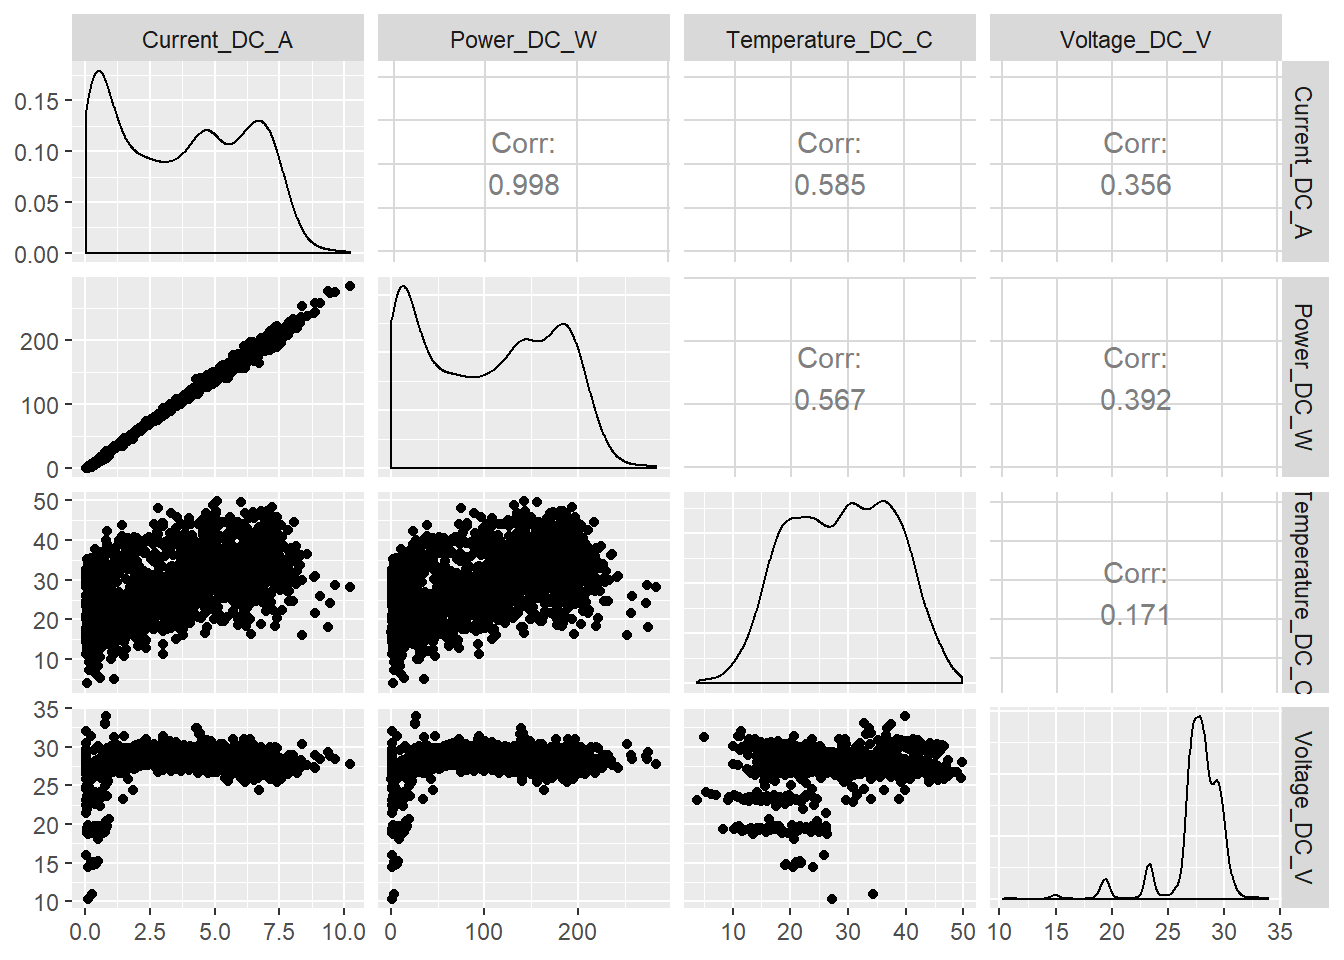 Current_DC_A
Power_DC_W
Temperature_DC_C
Voltage_DC_V
0.15
0.10
0.05
0.00
Corr:
0.998
Corr:
0.585
Corr:
0.356
Current_DC_A
200
100
0
Corr:
0.567
Corr:
0.392
Power_DC_W
50
40
30
20
10
Corr:
0.171
Temperature_DC_C
35
30
25
20
15
10
Voltage_DC_V
0.0 2.5 5.0 7.5 10.0
0 100 200
10 20 30 40 50
10 15 20 25 30 35